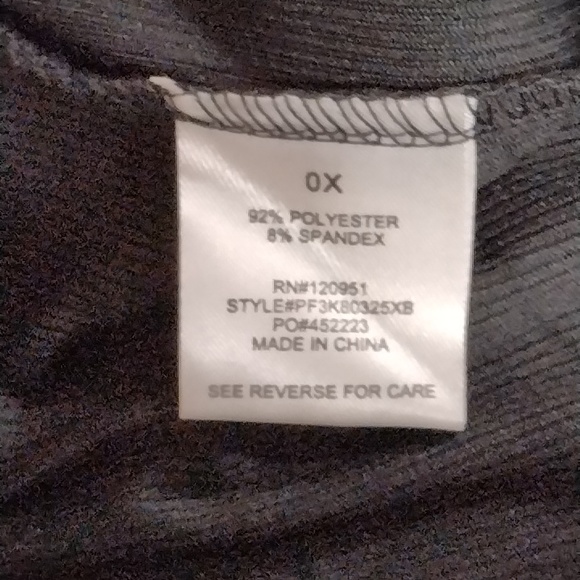 0X
92% POLYESTER
8% SPANDEX
RN#120951
STYLE#PF3K80325XB
PO#452223
MADE IN CHINA
SEE REVERSE FOR CARE